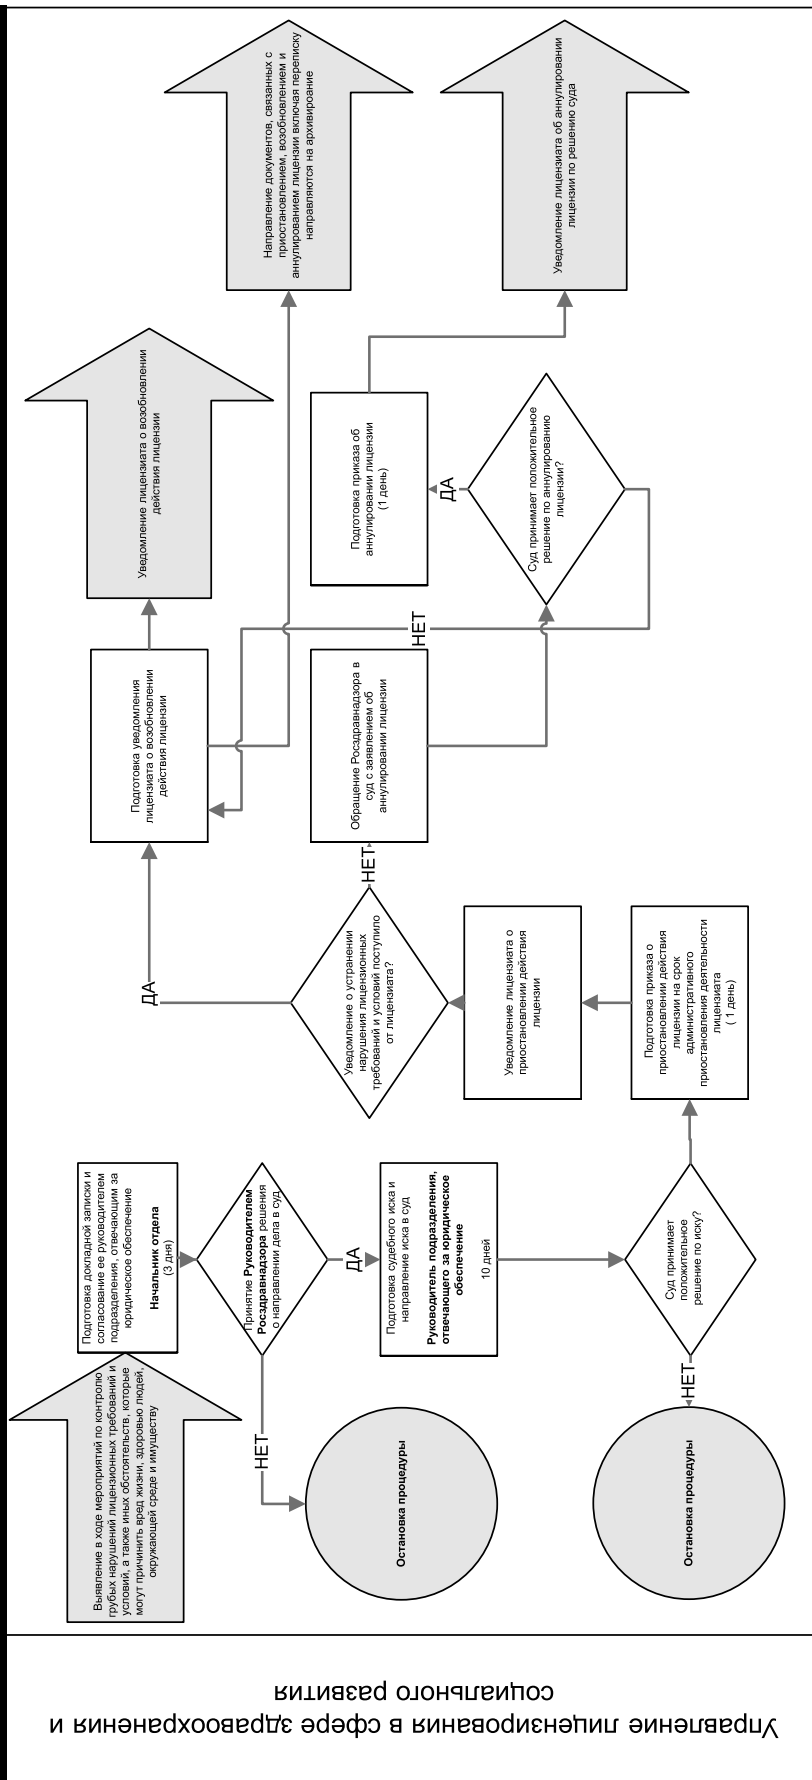 Управление лицензирования в сфере здравоохранения и
социального развития
Выявление в ходе мероприятий по контролю
грубых нарушений лицензионных требований и
условий, а также иных обстоятельств, которые
могут причинить вред жизни, здоровью людей,
окружающей среде и имуществу
Подготовка докладной записки и
согласование ее руководителем
подразделения, отвечающим за
юридическое обеспечение
Начальник отдела
(3 дня)
Принятие Руководителем
Росздравнадзора решения
о направлении дела в суд
НЕТ
Остановка процедуры
ДА
Подготовка судебного иска и
направление иска в суд
Руководитель подразделения,
отвечающего за юридическое
обеспечение
10 дней
Суд принимает
положительное
решение по иску?
НЕТ
Остановка процедуры
Подготовка приказа о
приостановлении действия
лицензии на срок
административного
приостановления деятельности
лицензиата
( 1 день)
Уведомление лицензиата о
приостановлении действия
лицензии
Уведомление о устранении
нарушения лицензионных
требований и условий поступило
от лицензиата?
ДА
НЕТ
Подготовка уведомления
лицензиата о возобновлении
действия лицензии
Уведомление лицензиата о возобновлении
действия лицензии
Обращение Росздравнадзора в
суд с заявлением об
аннулировании лицензии
Суд принимает положительное
решение по аннулированию
лицензии?
НЕТ
ДА
Подготовка приказа об
аннулировании лицензии
(1 день)
Направление документов, связанных с
приостановлением, возобновлением и
аннулированием лицензии включая переписку
направляются на архивироание
Уведомление лицензиата об аннулировании
лицензии по решению суда